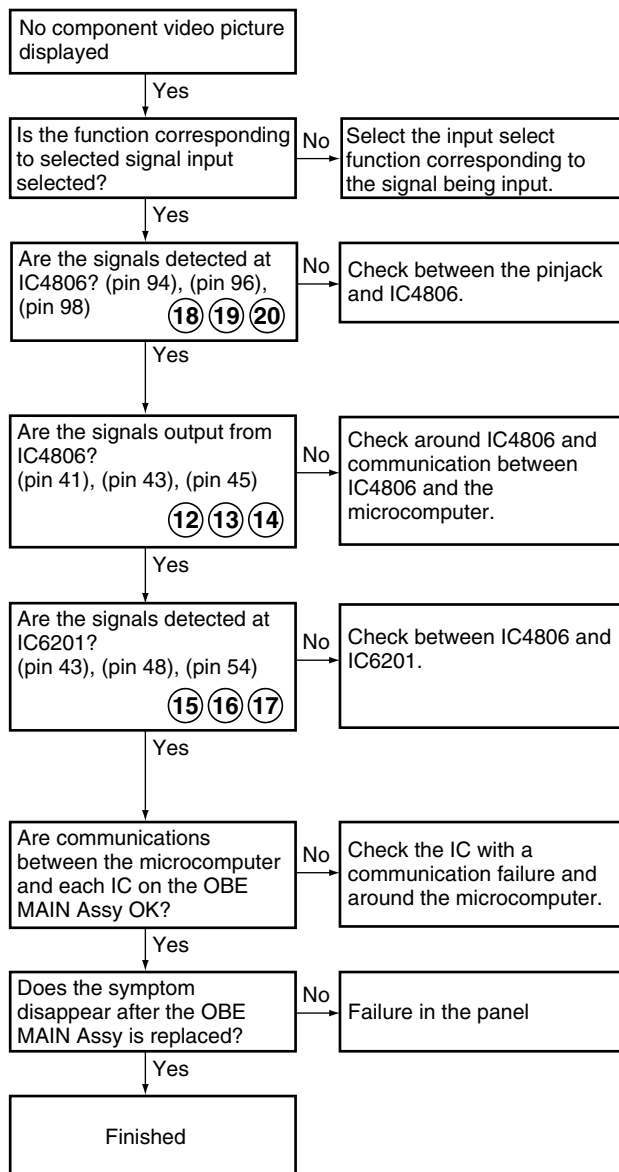 No component video picture
displayed
Yes
Is the function corresponding
to selected signal input
selected?
No
Select the input select
function corresponding to
the signal being input.
Yes
Are the signals detected at
IC4806? (pin 94), (pin 96),
(pin 98)
18 19 20
No
Check between the pinjack
and IC4806.
Yes
Are the signals output from
IC4806?
(pin 41), (pin 43), (pin 45)
12 13 14
No
Check around IC4806 and
communication between
IC4806 and the
microcomputer.
Yes
Are the signals detected at
IC6201?
(pin 43), (pin 48), (pin 54)
15 16 17
No
Check between IC4806 and
IC6201.
Yes
Are communications
between the microcomputer
and each IC on the OBE
MAIN Assy OK?
No
Check the IC with a
communication failure and
around the microcomputer.
Yes
Does the symptom
disappear after the OBE
MAIN Assy is replaced?
No
Failure in the panel
Yes
Finished